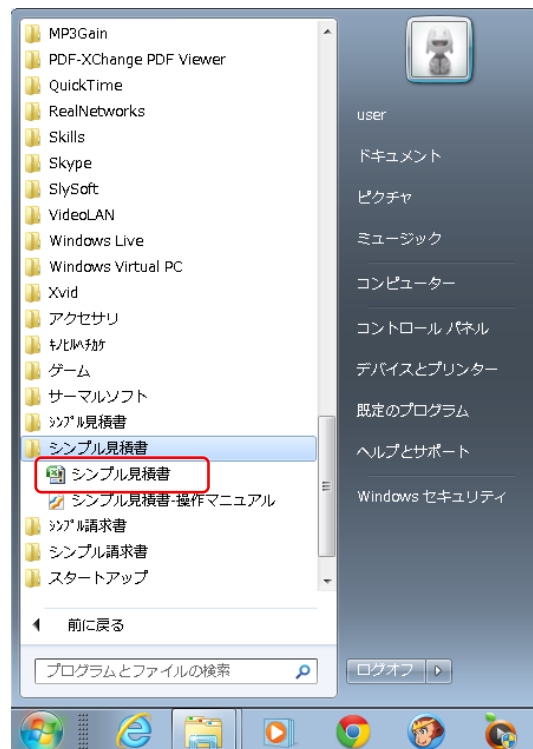 MP3Gain
PDF-XChange PDF Viewer
QuickTime
RealNetworks
Skills
Skype
SlySoft
VideoLAN
Windows Live
Windows Virtual PC
Xvid
アクセサリ
ゲーム
サーマルソフト
ｼﾝﾌﾟﾙ見積書
シンプル見積書
シンプル見積書
シンプル見積書-操作マニュアル
ｼﾝﾌﾟﾙ請求書
シンプル請求書
スタートアップ
前に戻る
プログラムとファイルの検索
user
ドキュメント
ピクチャ
ミュージック
コンピューター
コントロール パネル
デバイスとプリンター
既定のプログラム
ヘルプとサポート
Windows セキュリティ
ログオフ